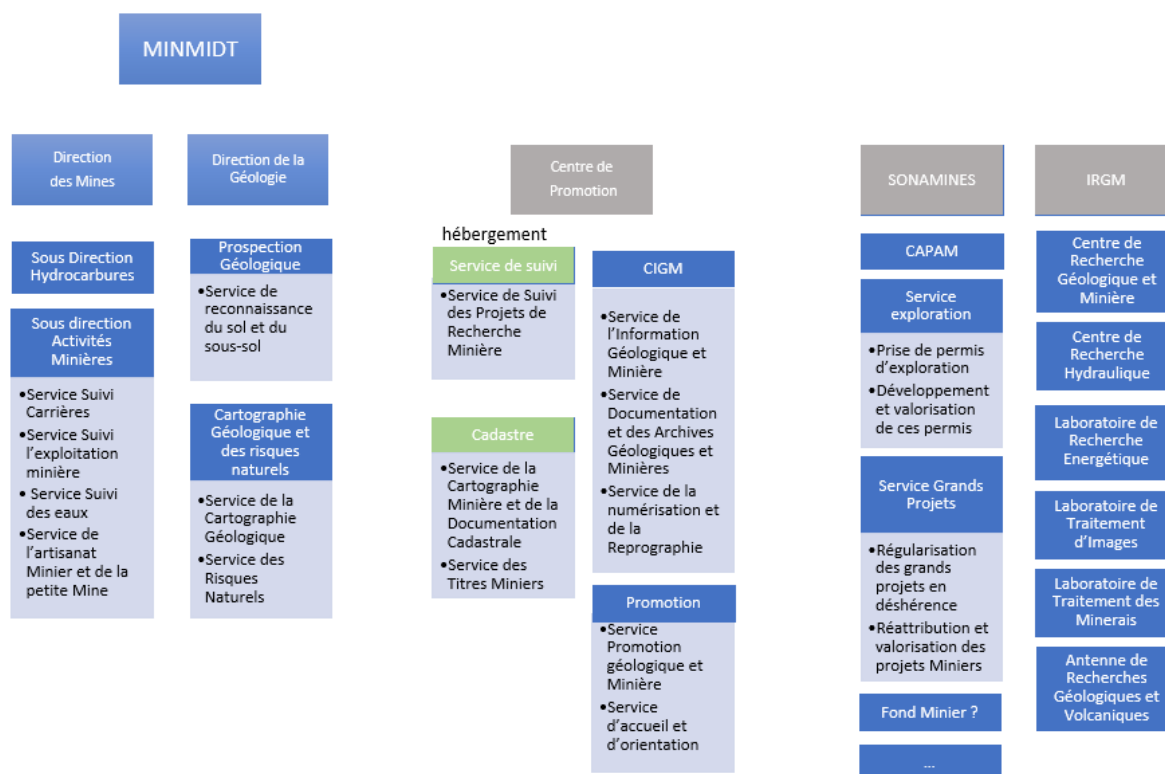 MINMIDT
Direction
des Mines
Sous Direction
Hydrocarbures
Sous direction
Activités
Minières
•Service Suivi
Carrières
•Service Suivi
l'exploitation
minière
• Service Suivi
des eaux
•Service de
l'artisanat
Minier et de la
petite Mine
Direction de la
Géologie
Prospection
Géologique
•Service de
reconnaissance
du sol et du
sous-sol
Cartographie
Géologique et
des risques
naturels
•Service de la
Cartographie
Géologique
•Service des
Risques
Naturels
Centre de
Promotion
hébergement
Service de suivi
•Service de Suivi
des Projets de
Recherche
Minière
Cadastre
•Service de la
Cartographie
Minière et de la
Documentation
Cadastrale
•Service des
Titres Miniers
CIGM
•Service de
l'Information
Géologique et
Minière
•Service de
Documentation
et des Archives
Géologiques et
Minières
•Service de la
numérisation et
de la
Reprographie
Promotion
•Service
Promotion
géologique et
Minière
•Service
d'accueil et
d'orientation
SONAMINES
CAPAM
Service
exploration
•Prise de permis
d'exploration
•Développement
et valorisation
de ces permis
Service Grands
Projets
•Régularisation
des grands
projets en
déshérence
•Réattribution et
valorisation des
projets Miniers
Fond Minier ?
...
IRGM
Centre de
Recherche
Géologique et
Minière
Centre de
Recherche
Hydraulique
Laboratoire de
Recherche
Energétique
Laboratoire de
Traitement
d'Images
Laboratoire de
Traitement des
Minerais
Antenne de
Recherches
Géologiques et
Volcaniques